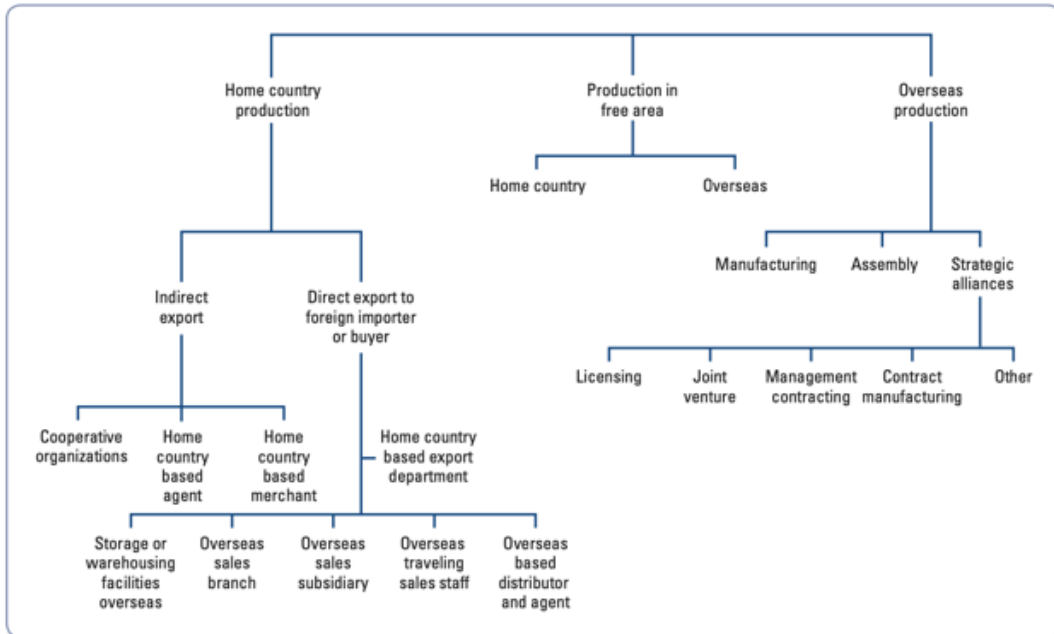 Home country
production
Production in
free area
Overseas
production
Home country
Overseas
Manufacturing
Assembly
Strategic
alliances
Indirect
export
Direct export to
foreign importer
or buyer
Licensing
Joint
venture
Management
contracting
Contract
manufacturing
Other
Cooperative
organizations
Home
country
based
agent
Home
country
based
merchant
Home country
based export
department
Storage or
warehousing
facilities
overseas
Overseas
sales
branch
Overseas
sales
subsidiary
Overseas
traveling
sales staff
Overseas
based
distributor
and agent